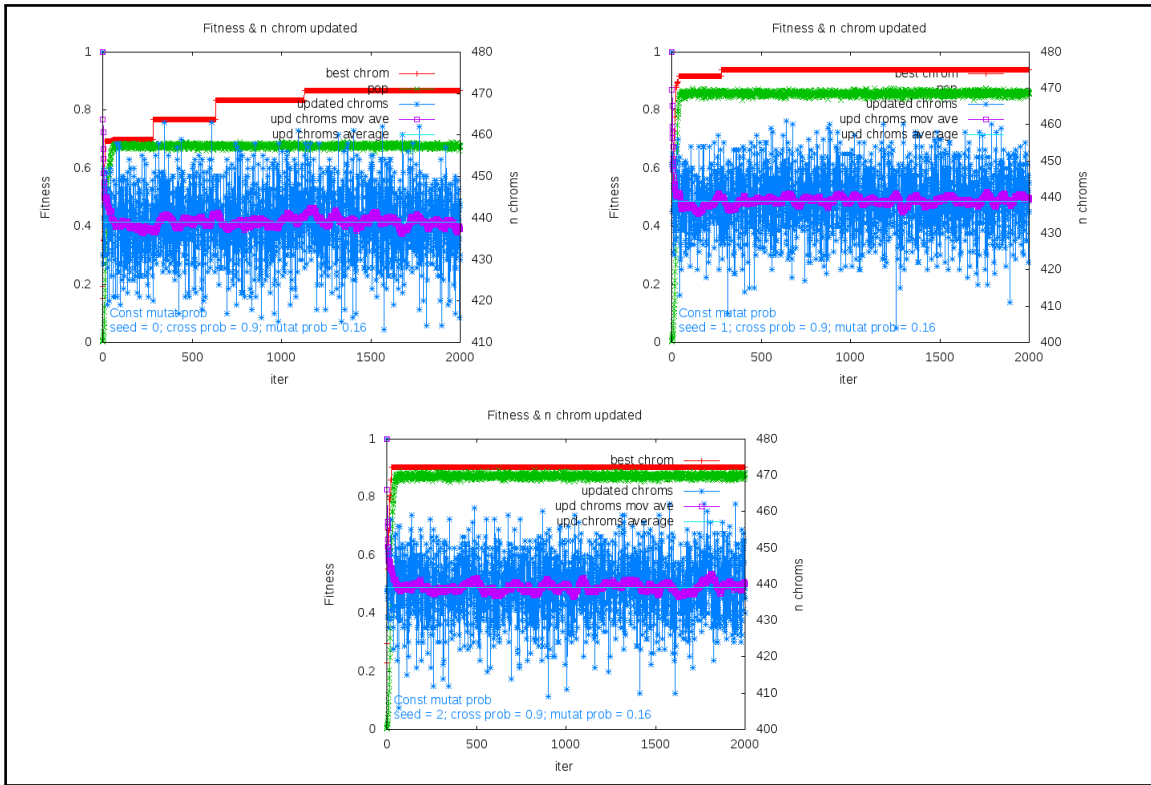 Fitness & n chrom updated
1
0.8
0.6
0.4
0.2
0
Fitness
480
470
460
450
440
430
420
410
n chroms
best chrom
pop
updated chroms
upd chroms mov ave
upd chroms average
Const mutat prob
seed = 0; cross prob = 0.9; mutat prob = 0.16
0 500 1000 1500 2000
iter
Fitness & n chrom updated
1
0.8
0.6
0.4
0.2
0
Fitness
480
470
460
450
440
430
420
410
400
n chroms
best chrom
pop
updated chroms
upd chroms mov ave
upd chroms average
Const mutat prob
seed = 1; cross prob = 0.9; mutat prob = 0.16
0 500 1000 1500 2000
iter
Fitness & n chrom updated
1
0.8
0.6
0.4
0.2
0
Fitness
480
470
460
450
440
430
420
410
400
n chroms
best chrom
updated chroms
upd chroms mov ave
upd chroms average
Const mutat prob
seed = 2; cross prob = 0.9; mutat prob = 0.16
0 500 1000 1500 2000
iter